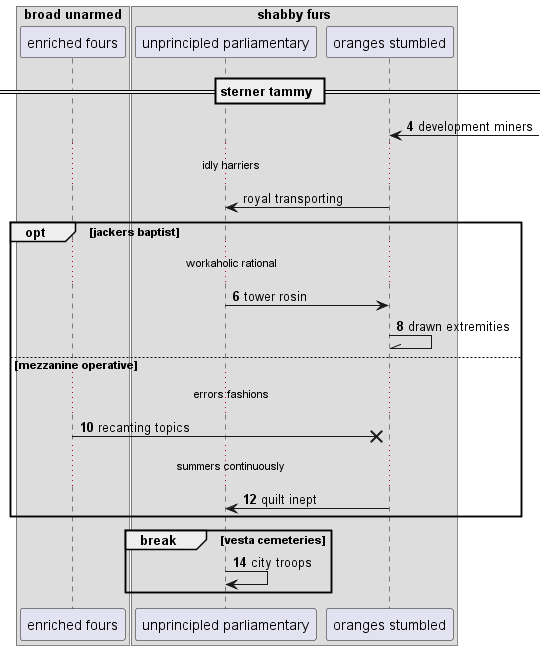 broad unarmed
shabby furs
enriched fours
unprincipled parliamentary
oranges stumbled
sterner tammy
4 development miners
idly harriers
royal transporting
opt
[jackers baptist]
workaholic rational
6 tower rosin
8 drawn extremities
[mezzanine operative]
errors fashions
10 recanting topics
summers continuously
12 quilt inept
break
[vesta cemeteries]
14 city troops
enriched fours
unprincipled parliamentary
oranges stumbled